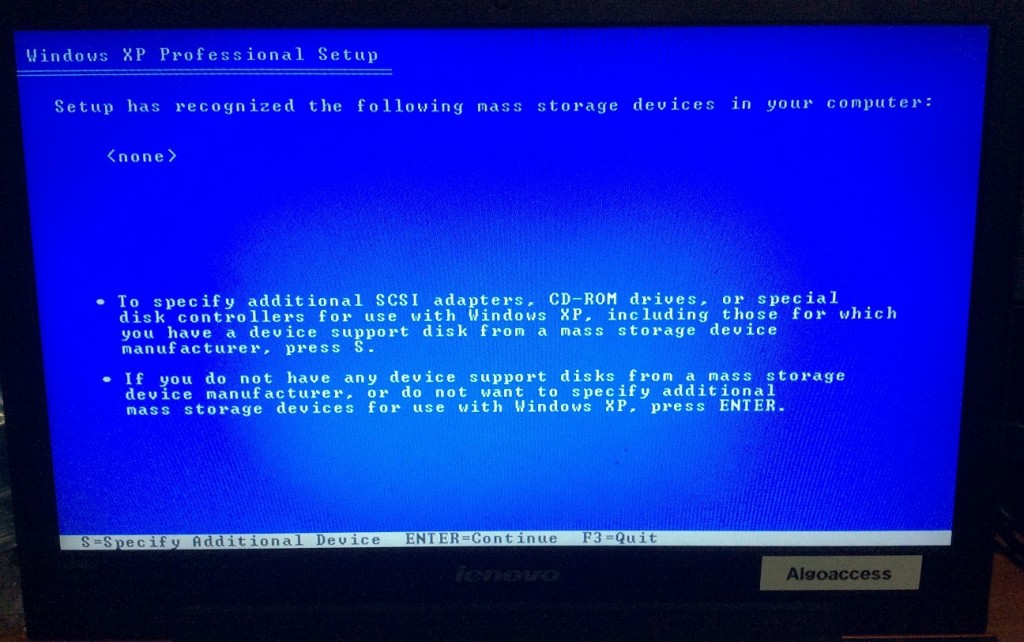 Windows XP Professional Setup
Setup has recognized the following mass storage devices in your computer:
<none>
• To specify additional SCSI adapters, CD-ROM drives, or special
disk controllers for use with Windows XP, including those for which
you have a device support disk from a mass storage device
manufacturer, press S.
• If you do not have any device support disks from a mass storage
device manufacturer, or do not want to specify additional
mass storage devices for use with Windows XP, press ENTER.
S=Specify Additional Device ENTER=Continue F3=Quit
lenovo
Algoaccess